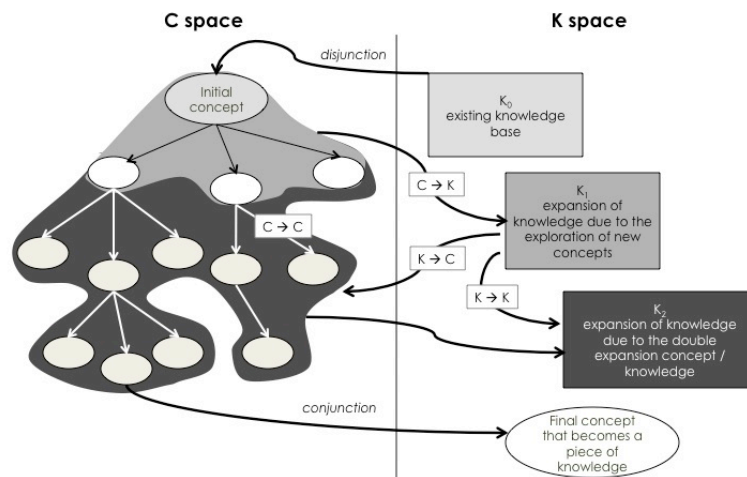 C space
K space
disjunction
Initial
concept
K0
existing knowledge
base
C → K
K1
expansion of
knowledge due to the
exploration of new
concepts
C → C
K → C
K → K
K2
expansion of knowledge
due to the double
expansion concept /
knowledge
conjunction
Final concept
that becomes a
piece of
knowledge